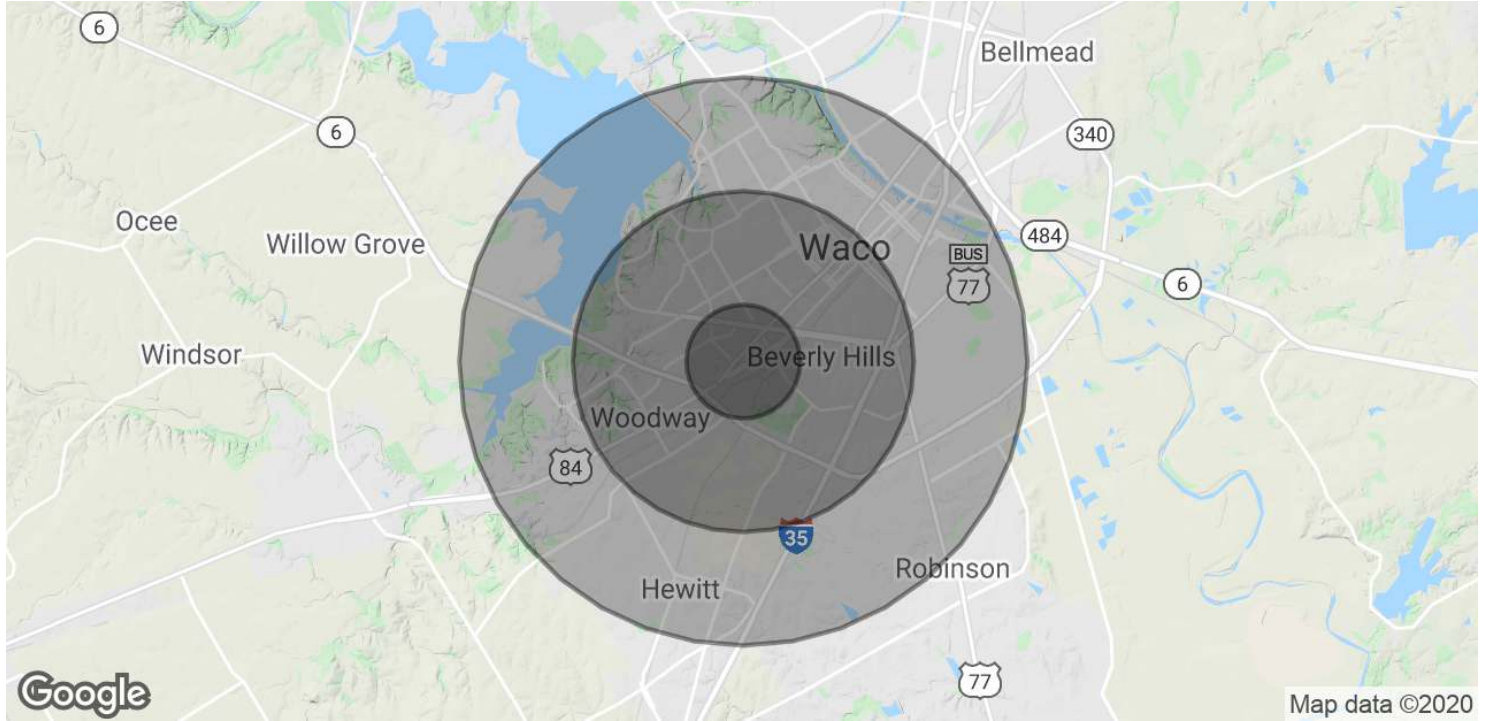 6
Bellmead
6
340
Ocee
Willow Grove
Waco
484
BUS
77
6
Windsor
Beverly Hills
Woodway
84
35
Robinson
Hewitt
77
Google
Map data ©2020